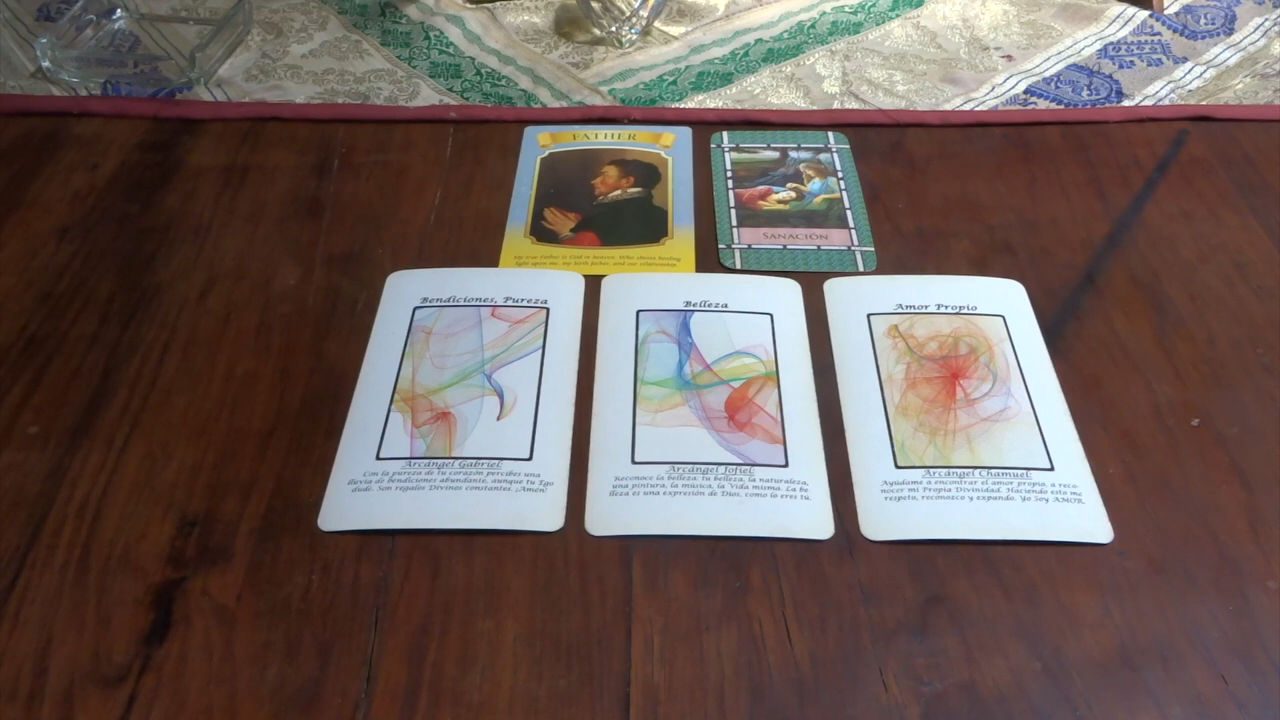 FATHER
My true Father is God in heaven, Who shines healing
light upon me, my birth father, and our relationship.
SANACIÓN
Bendiciones, Pureza
Arcángel Gabriel:
Con la pureza de tu corazón percibes una
lluvia de bendiciones abundante, aunque tu Ego
dude. Son regalos Divinos constantes. ¡Amén!
Belleza
Arcángel Jofiel:
Reconoce la belleza: tu belleza, la naturaleza,
una pintura, la música, la Vida misma. La be-
lleza es una expresión de Dios, como lo eres tú.
Amor Propio
Arcángel Chamuel:
Ayúdame a encontrar el amor propio, a reco-
nocer mi Propia Divinidad. Haciendo esto me
respeto, reconozco y expando. Yo Soy AMOR